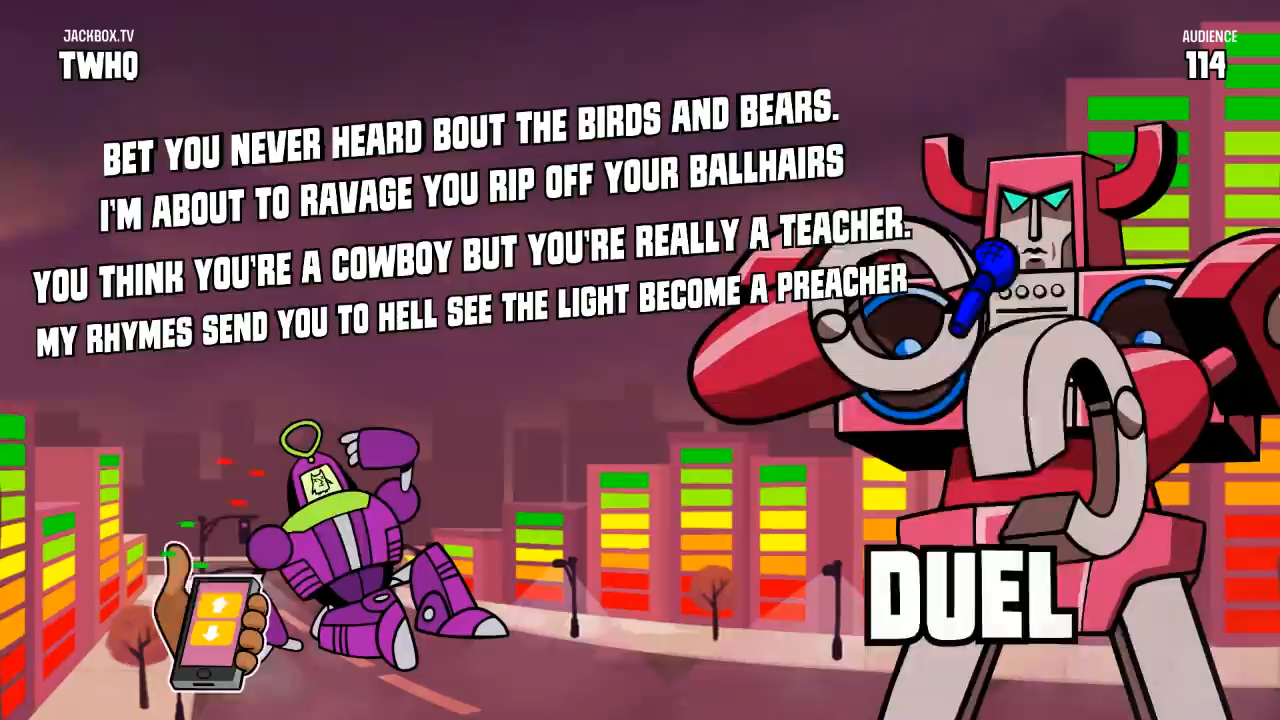 JACKBOX.TV
TWHQ
AUDIENCE
114
BET YOU NEVER HEARD BOUT THE BIRDS AND BEARS.
I'M ABOUT TO RAVAGE YOU RIP OFF YOUR BALLHAIRS
YOU THINK YOU'RE A COWBOY BUT YOU'RE REALLY A TEACHER.
MY RHYMES SEND YOU TO HELL SEE THE LIGHT BECOME A PREACHER
DUEL